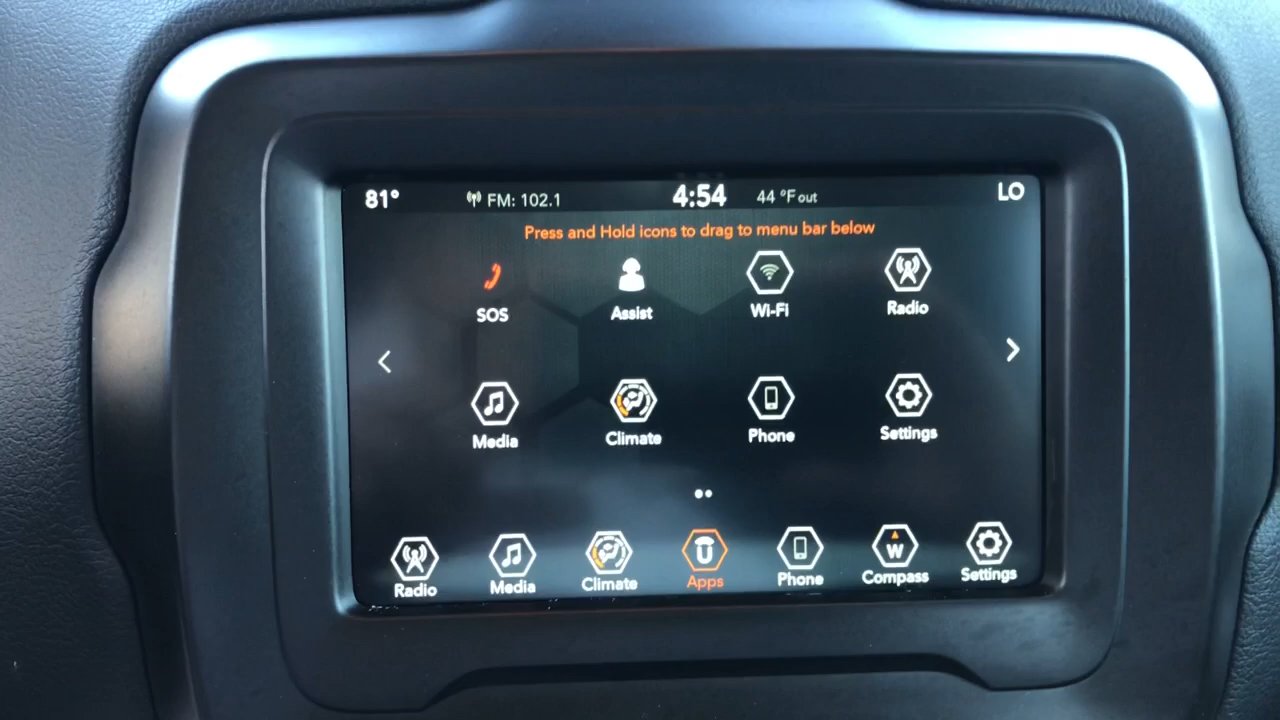 81° FM: 102.1 4:54 44 °F out LO
Press and Hold icons to drag to menu bar below
SOS Assist Wi-Fi Radio
Media Climate Phone Settings
W
Radio Media Climate Apps Phone Compass Settings